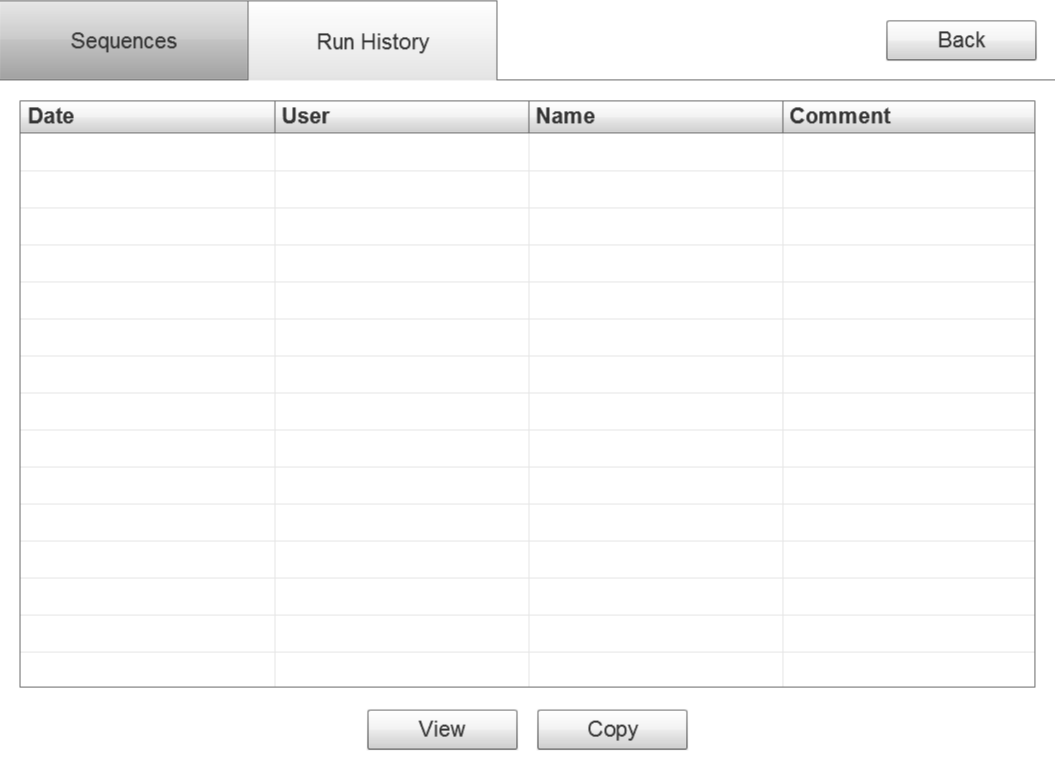 Sequences
Run History
Back
Date User Name Comment
View Copy